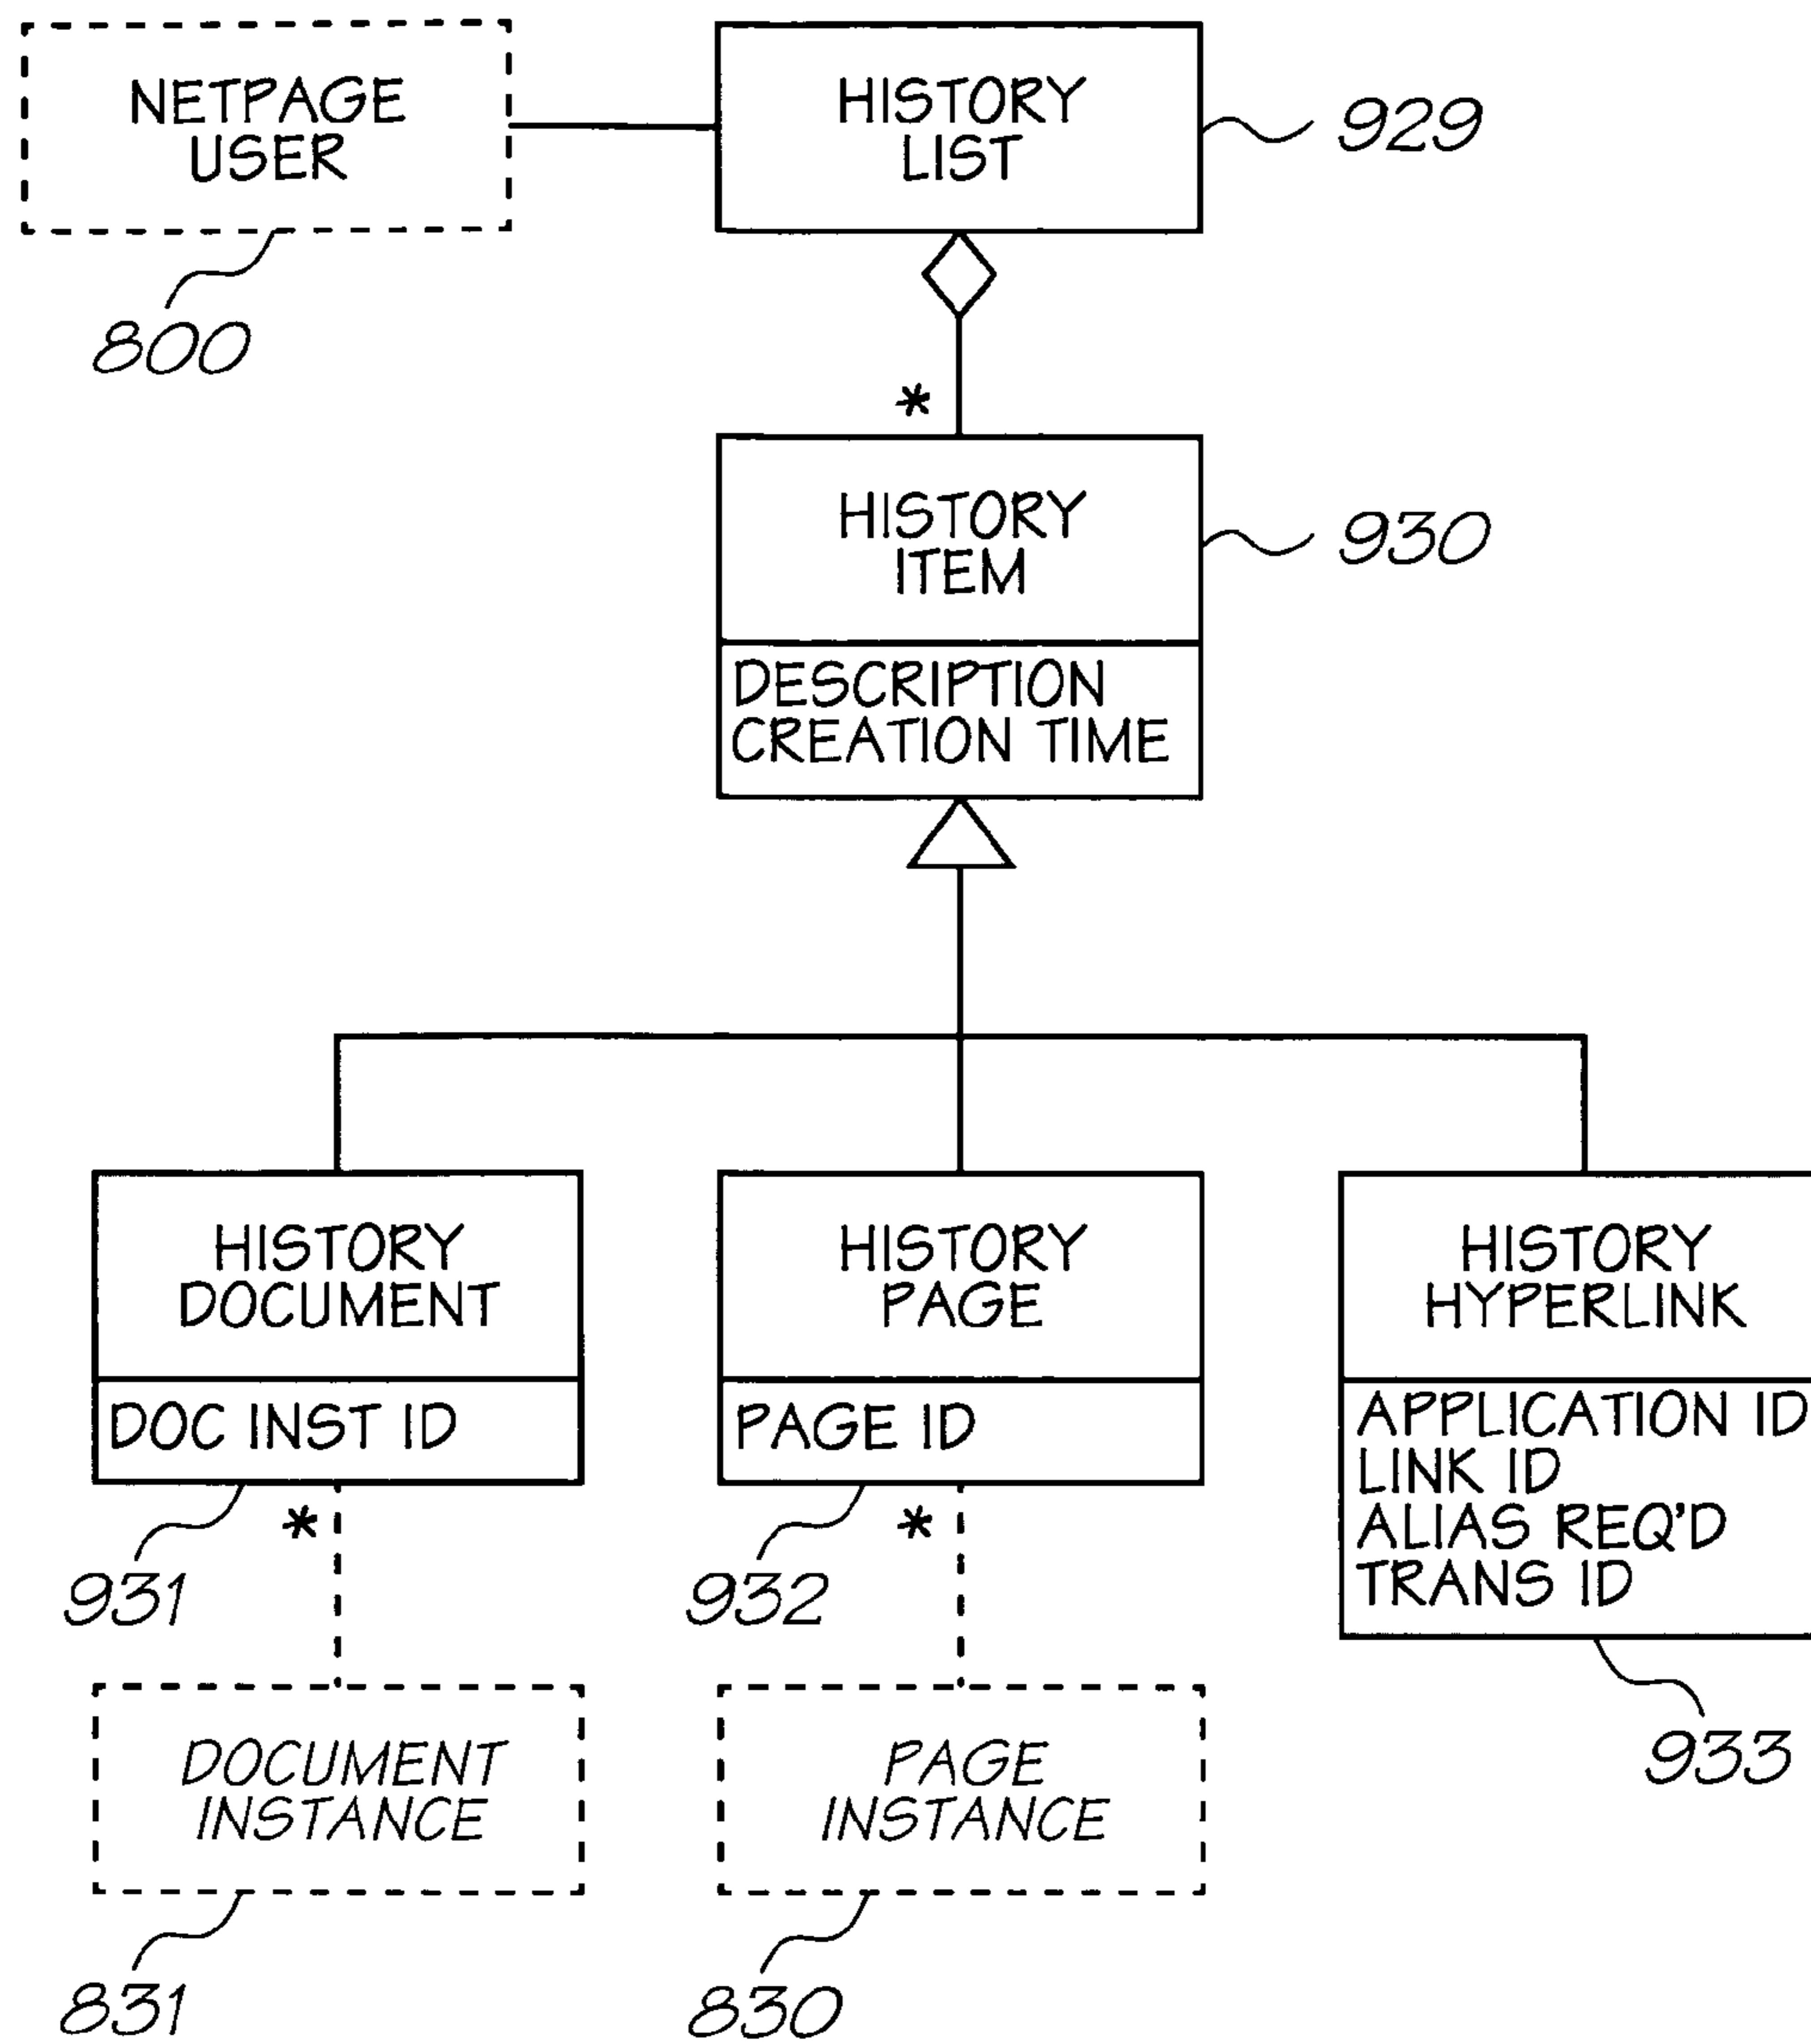 NETPAGE
USER
800
HISTORY
LIST
929
*
HISTORY
ITEM
930
DESCRIPTION
CREATION TIME
HISTORY
DOCUMENT
DOC INST ID
931
*
HISTORY
PAGE
PAGE ID
932
*
HISTORY
HYPERLINK
APPLICATION ID
LINK ID
ALIAS REQ'D
TRANS ID
933
DOCUMENT
INSTANCE
831
PAGE
INSTANCE
830